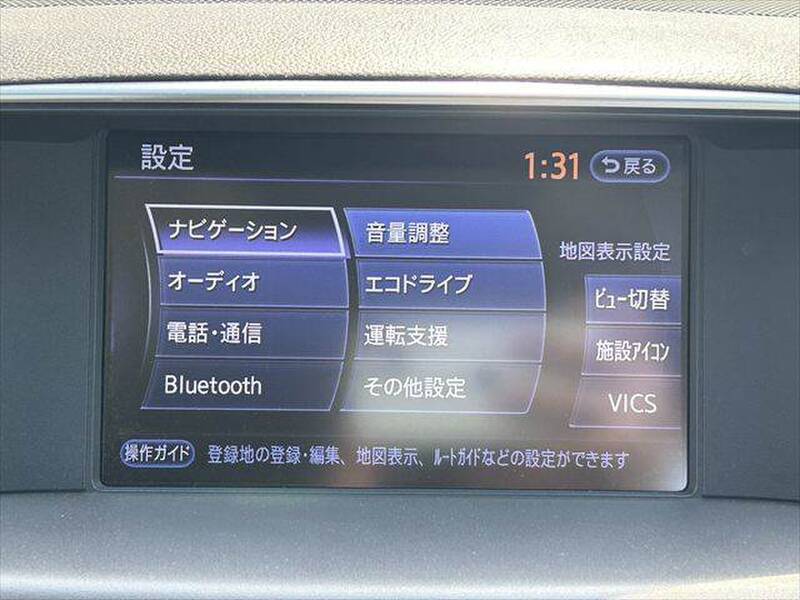 設定
1:31
戻る
ナビゲーション
音量調整
オーディオ
エコドライブ
電話・通信
運転支援
Bluetooth
その他設定
地図表示設定
ビュー切替
施設アイコン
VICS
操作ガイド 登録地の登録・編集、地図表示、ルートガイドなどの設定ができます